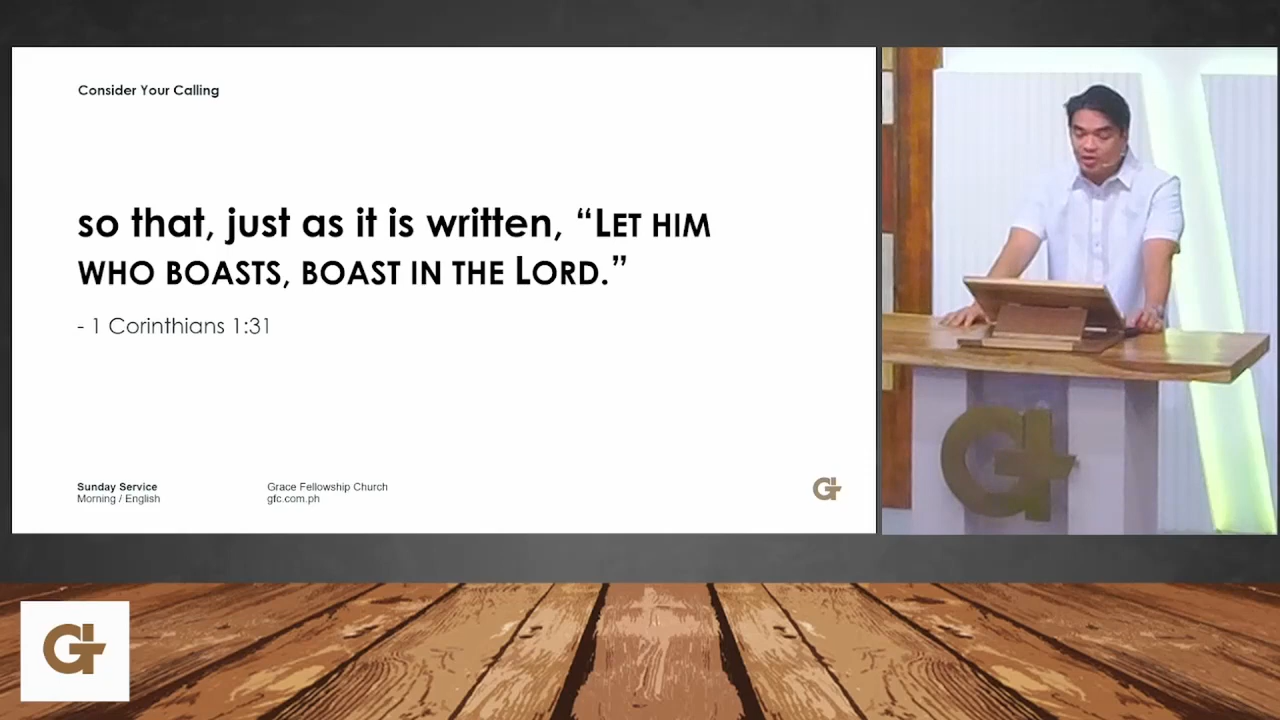 Consider Your Calling
so that, just as it is written, “LET HIM
WHO BOASTS, BOAST IN THE LORD.”
- 1 Corinthians 1:31
Sunday Service
Morning / English
Grace Fellowship Church
gfc.com.ph